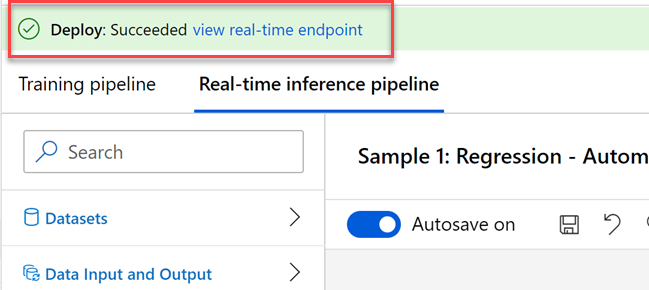 Deploy: Succeeded view real-time endpoint
Training pipeline Real-time inference pipeline
Search
Sample 1: Regression - Autom
Datasets
Autosave on
Data Input and Output